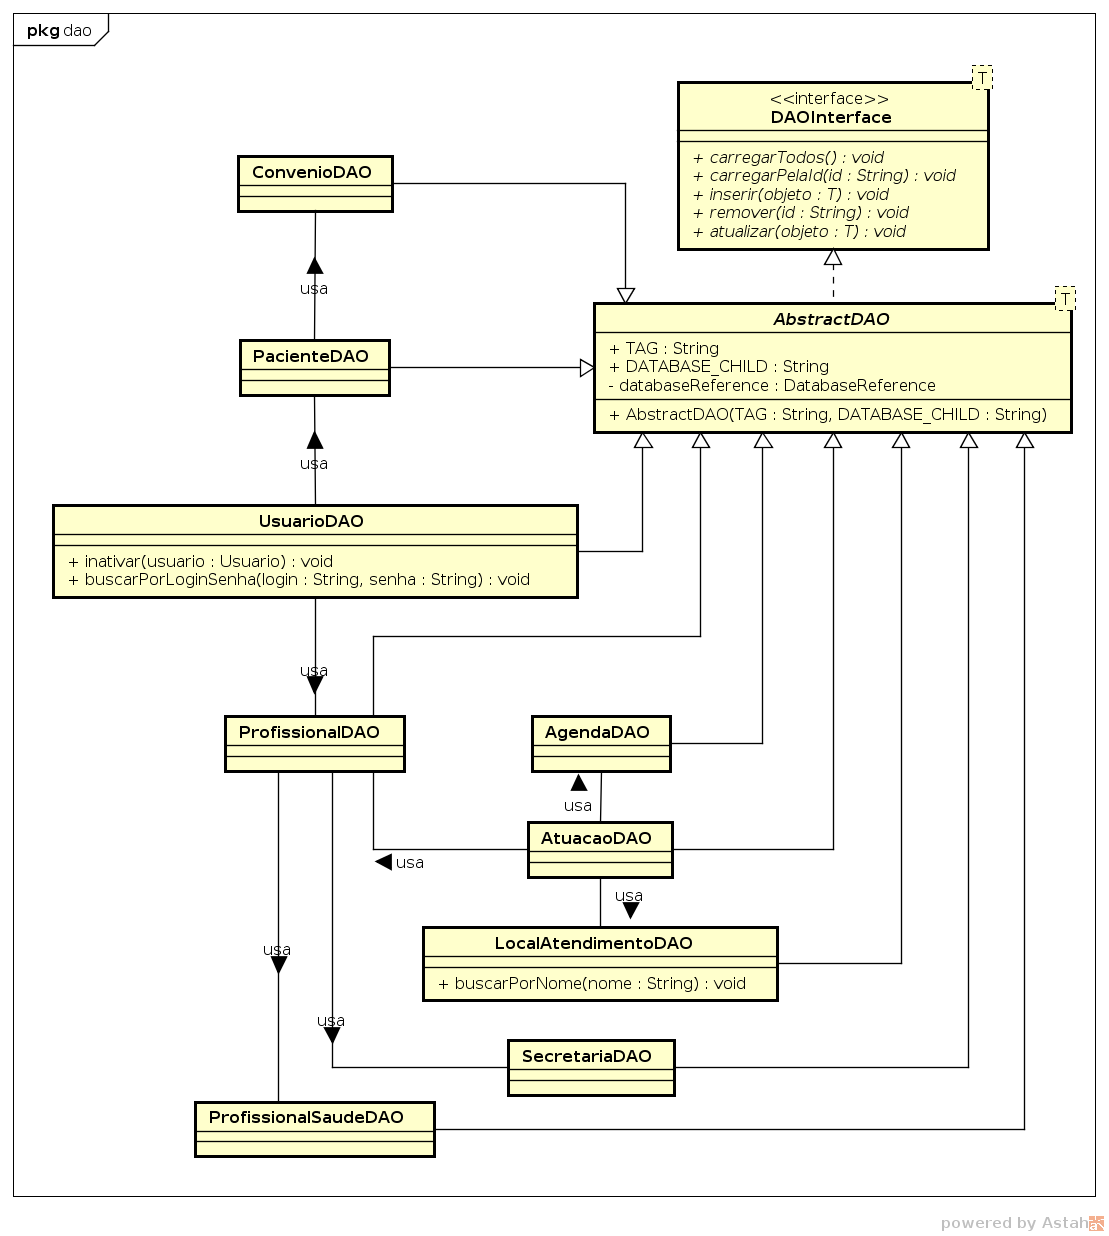 pkg dao
T
<<interface>>
DAOInterface
+ carregarTodos() : void
+ carregarPelaId(id : String) : void
+ inserir(objeto : T) : void
+ remover(id : String) : void
+ atualizar(objeto : T) : void
ConvenioDAO
usa
T
AbstractDAO
+ TAG : String
+ DATABASE_CHILD : String
- databaseReference : DatabaseReference
+ AbstractDAO(TAG : String, DATABASE_CHILD : String)
PacienteDAO
usa
UsuarioDAO
+ inativar(usuario : Usuario) : void
+ buscarPorLoginSenha(login : String, senha : String) : void
usa
ProfissionalDAO
AgendaDAO
usa
AtuacaoDAO
usa
usa
LocalAtendimentoDAO
+ buscarPorNome(nome : String) : void
usa
usa
SecretariaDAO
ProfissionalSaudeDAO
powered by Astah